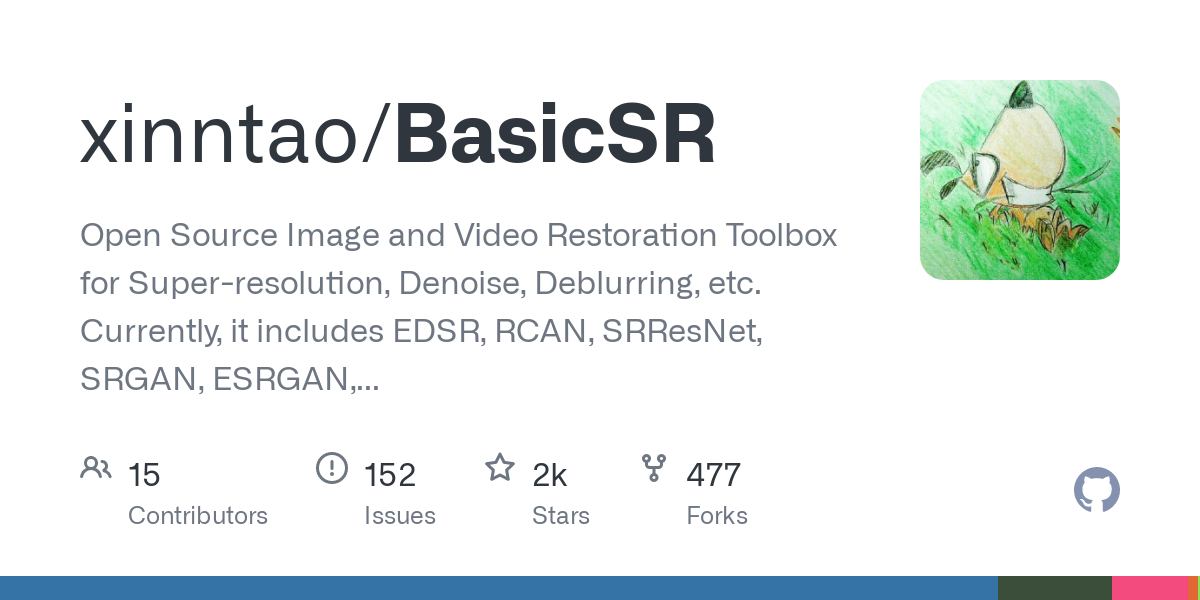 xinntao/BasicSR
Open Source Image and Video Restoration Toolbox
for Super-resolution, Denoise, Deblurring, etc.
Currently, it includes EDSR, RCAN, SRResNet,
SRGAN, ESRGAN,...
15 152 2k 477
Contributors Issues Stars Forks